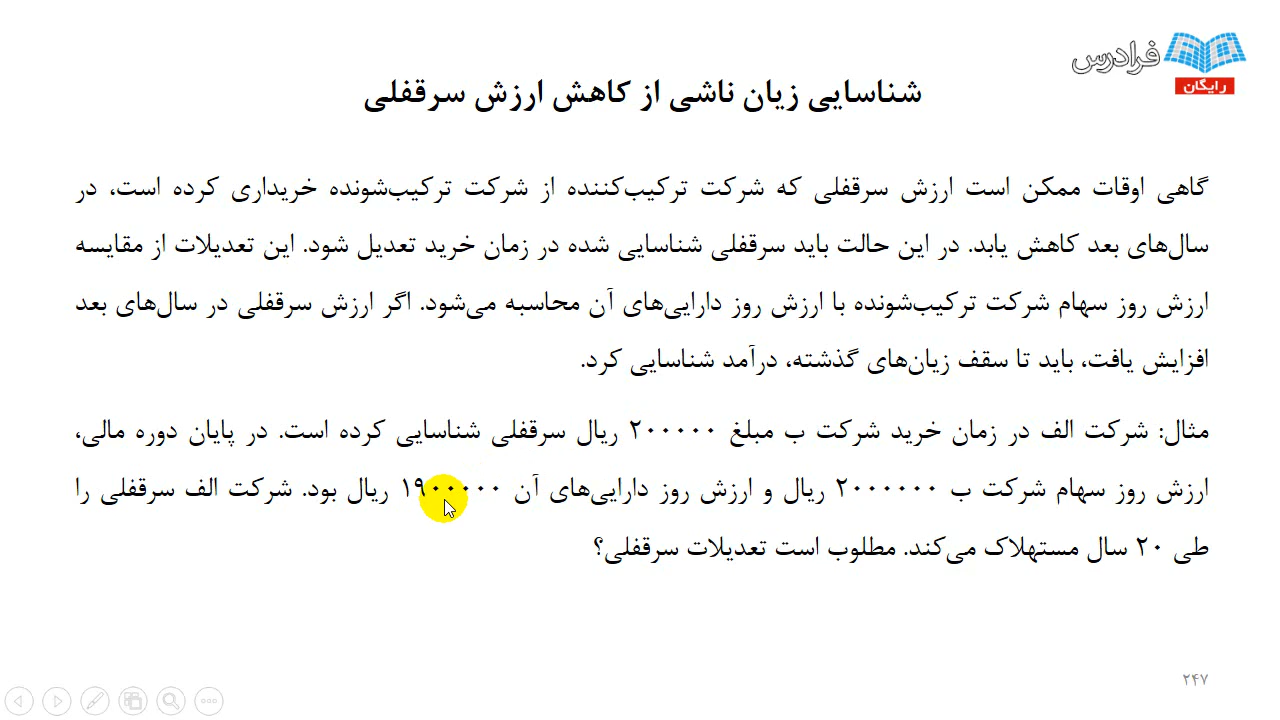 فرادرس
رایگان
شناسایی زیان ناشی از کاهش ارزش سرقفلی
گاهی اوقات ممکن است ارزش سرقفلی که شرکت ترکیب‌کننده از شرکت ترکیب‌شونده خریداری کرده است، در
سال‌های بعد کاهش یابد. در این حالت باید سرقفلی شناسایی شده در زمان خرید تعدیل شود. این تعدیلات از مقایسه
ارزش روز سهام شرکت ترکیب‌شونده با ارزش روز دارایی‌های آن محاسبه می‌شود. اگر ارزش سرقفلی در سال‌های بعد
افزایش یافت، باید تا سقف زیان‌های گذشته، درآمد شناسایی کرد.
مثال: شرکت الف در زمان خرید شرکت ب مبلغ ۲۰۰۰۰۰ ریال سرقفلی شناسایی کرده است. در پایان دوره مالی،
ارزش روز سهام شرکت ب ۲۰۰۰۰۰۰ ریال و ارزش روز دارایی‌های آن ۱۹۰۰۰۰۰ ریال بود. شرکت الف سرقفلی را
طی ۲۰ سال مستهلاک می‌کند. مطلوب است تعدیلات سرقفلی؟
۲۴۷